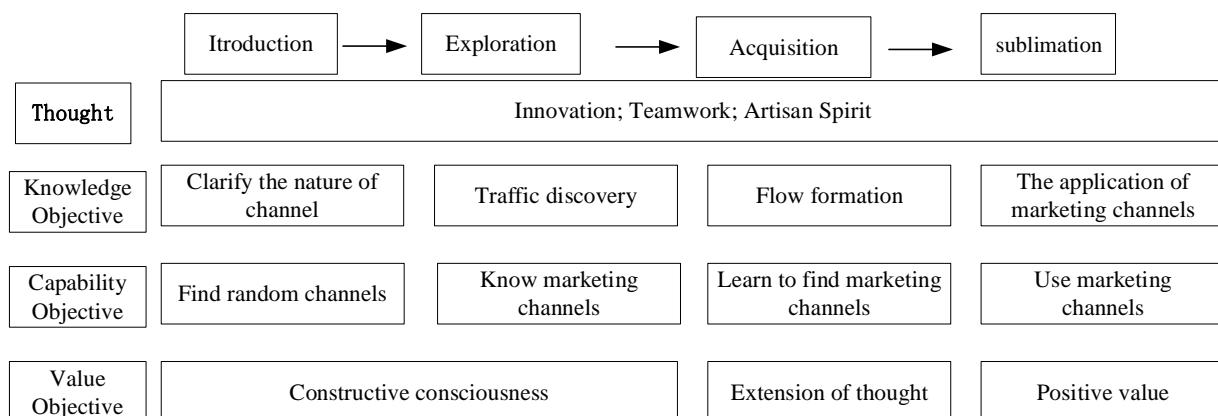 Itroduction
Exploration
Acquisition
sublimation
Thought
Innovation; Teamwork; Artisan Spirit
Knowledge
Objective
Clarify the nature of
channel
Traffic discovery
Flow formation
The application of
marketing channels
Capability
Objective
Find random channels
Know marketing
channels
Learn to find marketing
channels
Use marketing
channels
Value
Objective
Constructive consciousness
Extension of thought
Positive value